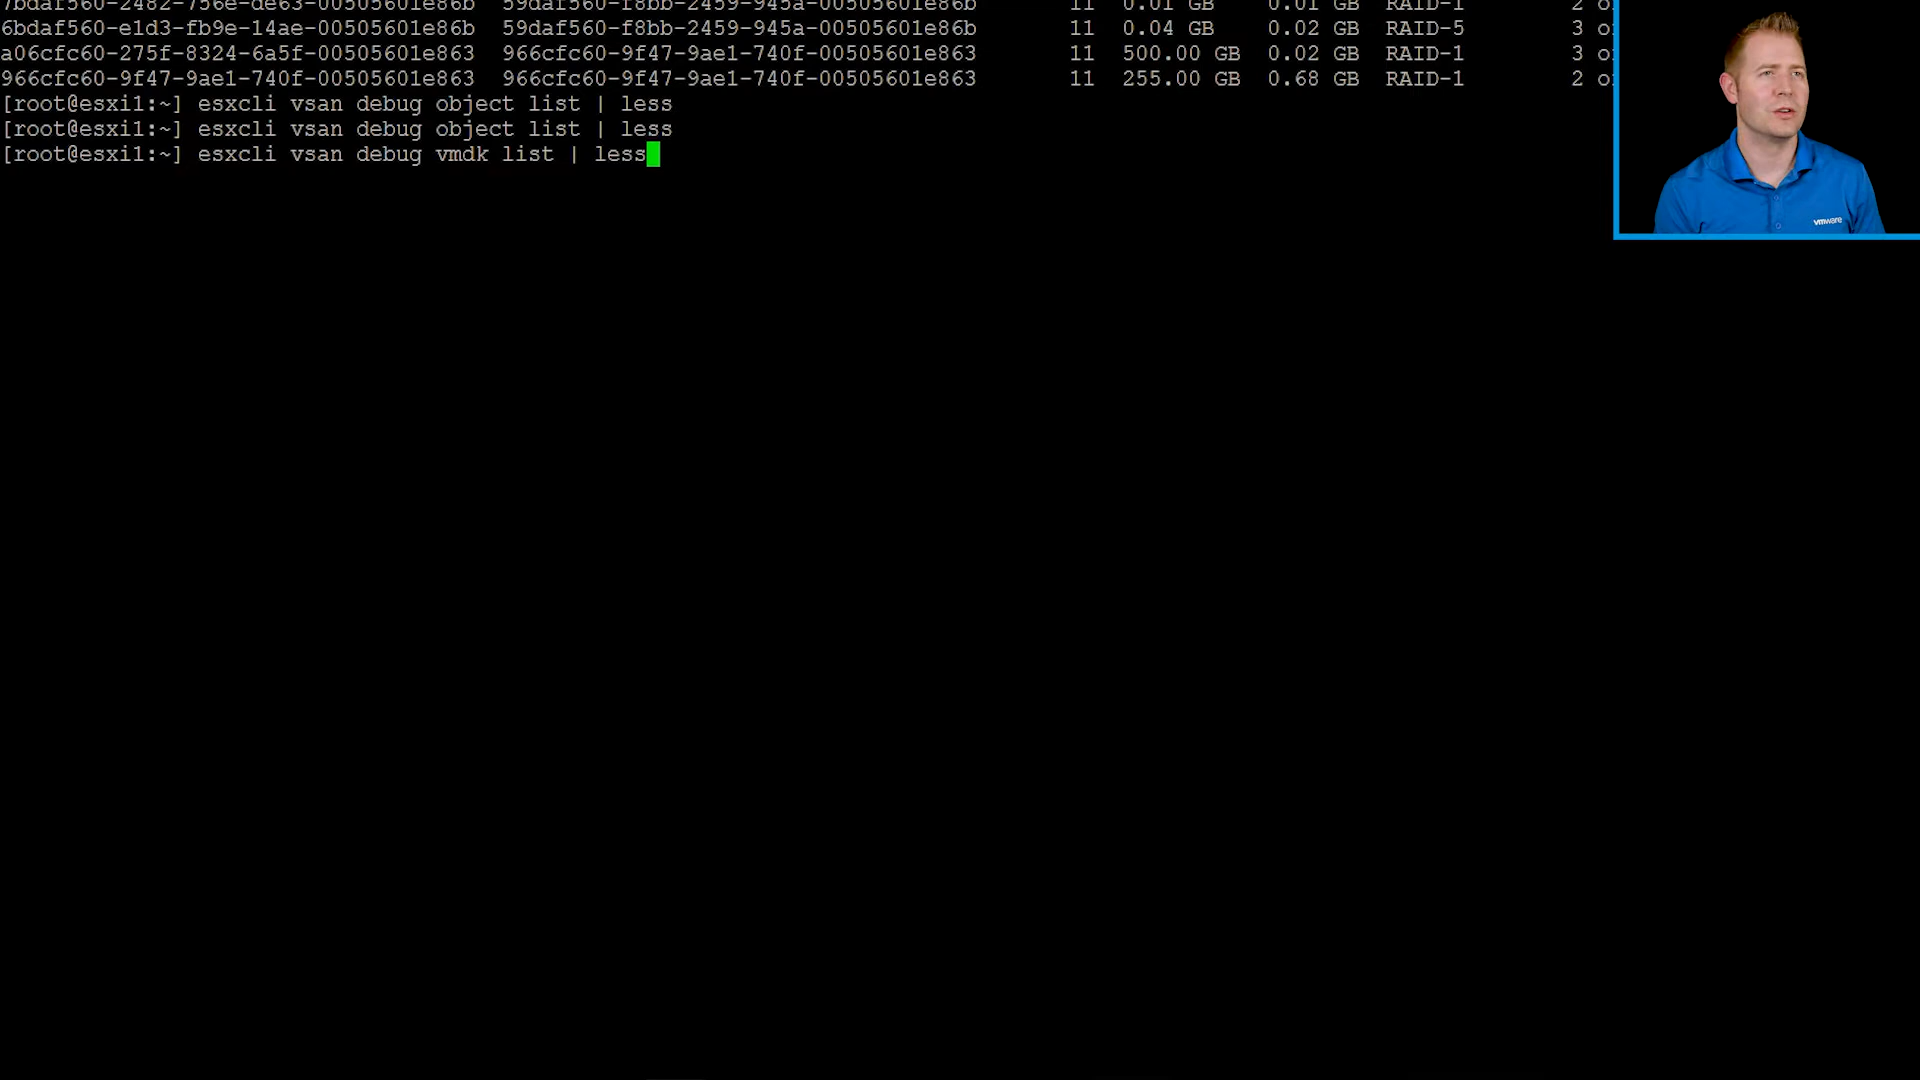 7bdaf560-2482-756e-de63-00505601e86b 59daf560-f8bb-2459-945a-00505601e86b 11 0.01 GB 0.01 GB RAID-1 2 o
6bdaf560-e1d3-fb9e-14ae-00505601e86b 59daf560-f8bb-2459-945a-00505601e86b 11 0.04 GB 0.02 GB RAID-5 3 o
a06cfc60-275f-8324-6a5f-00505601e863 966cfc60-9f47-9ae1-740f-00505601e863 11 500.00 GB 0.02 GB RAID-1 3 o
966cfc60-9f47-9ae1-740f-00505601e863 966cfc60-9f47-9ae1-740f-00505601e863 11 255.00 GB 0.68 GB RAID-1 2 o
[root@esxi1:~] esxcli vsan debug object list | less
[root@esxi1:~] esxcli vsan debug object list | less
[root@esxi1:~] esxcli vsan debug vmdk list | less
vmware